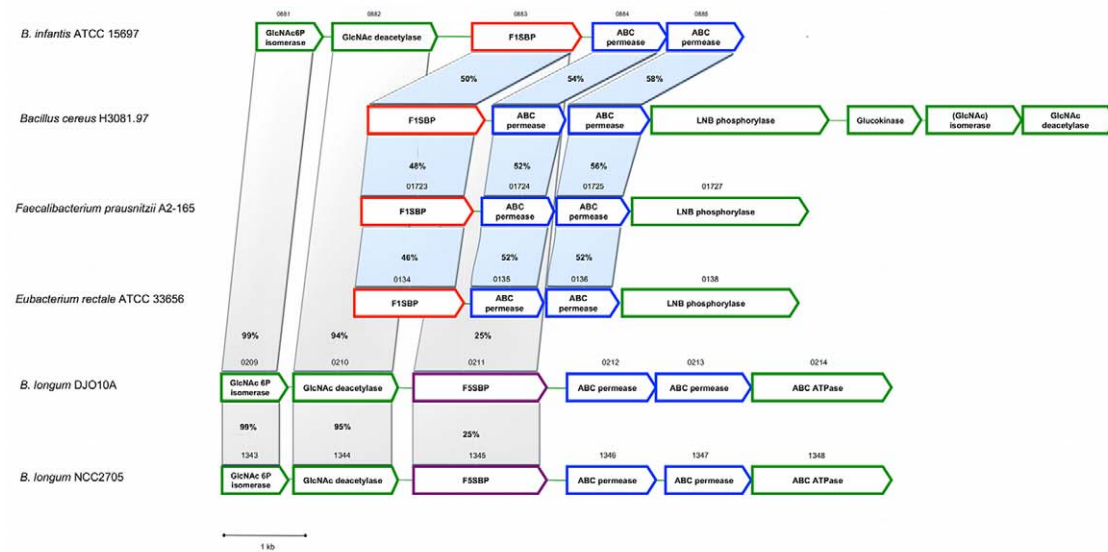 0881 0882 0883 0884 0885
B. infantis ATCC 15697
GlcNAc6P
isomerase
GlcNAc deacetylase
F1SBP
ABC
permease
ABC
permease
50% 54% 58%
Bacillus cereus H3081.97
F1SBP
ABC
permease
ABC
permease
LNB phosphorylase
Glucokinase
(GlcNAc)
isomerase
GlcNAc
deacetylase
48% 52% 56%
01723 01724 01725 01727
Faecalibacterium prausnitzii A2-165
F1SBP
ABC
permease
ABC
permease
LNB phosphorylase
46% 52% 52%
0134 0135 0136 0138
Eubacterium rectale ATCC 33656
F1SBP
ABC
permease
ABC
permease
LNB phosphorylase
99% 94% 25%
0209 0210 0211 0212 0213 0214
B. longum DJO10A
GlcNAc 6P
isomerase
GlcNAc deacetylase
F5SBP
ABC permease
ABC permease
ABC ATPase
99% 95% 25%
1343 1344 1345 1346 1347 1348
B. longum NCC2705
GlcNAc 6P
isomerase
GlcNAc deacetylase
F5SBP
ABC permease
ABC permease
ABC ATPase
1 kb